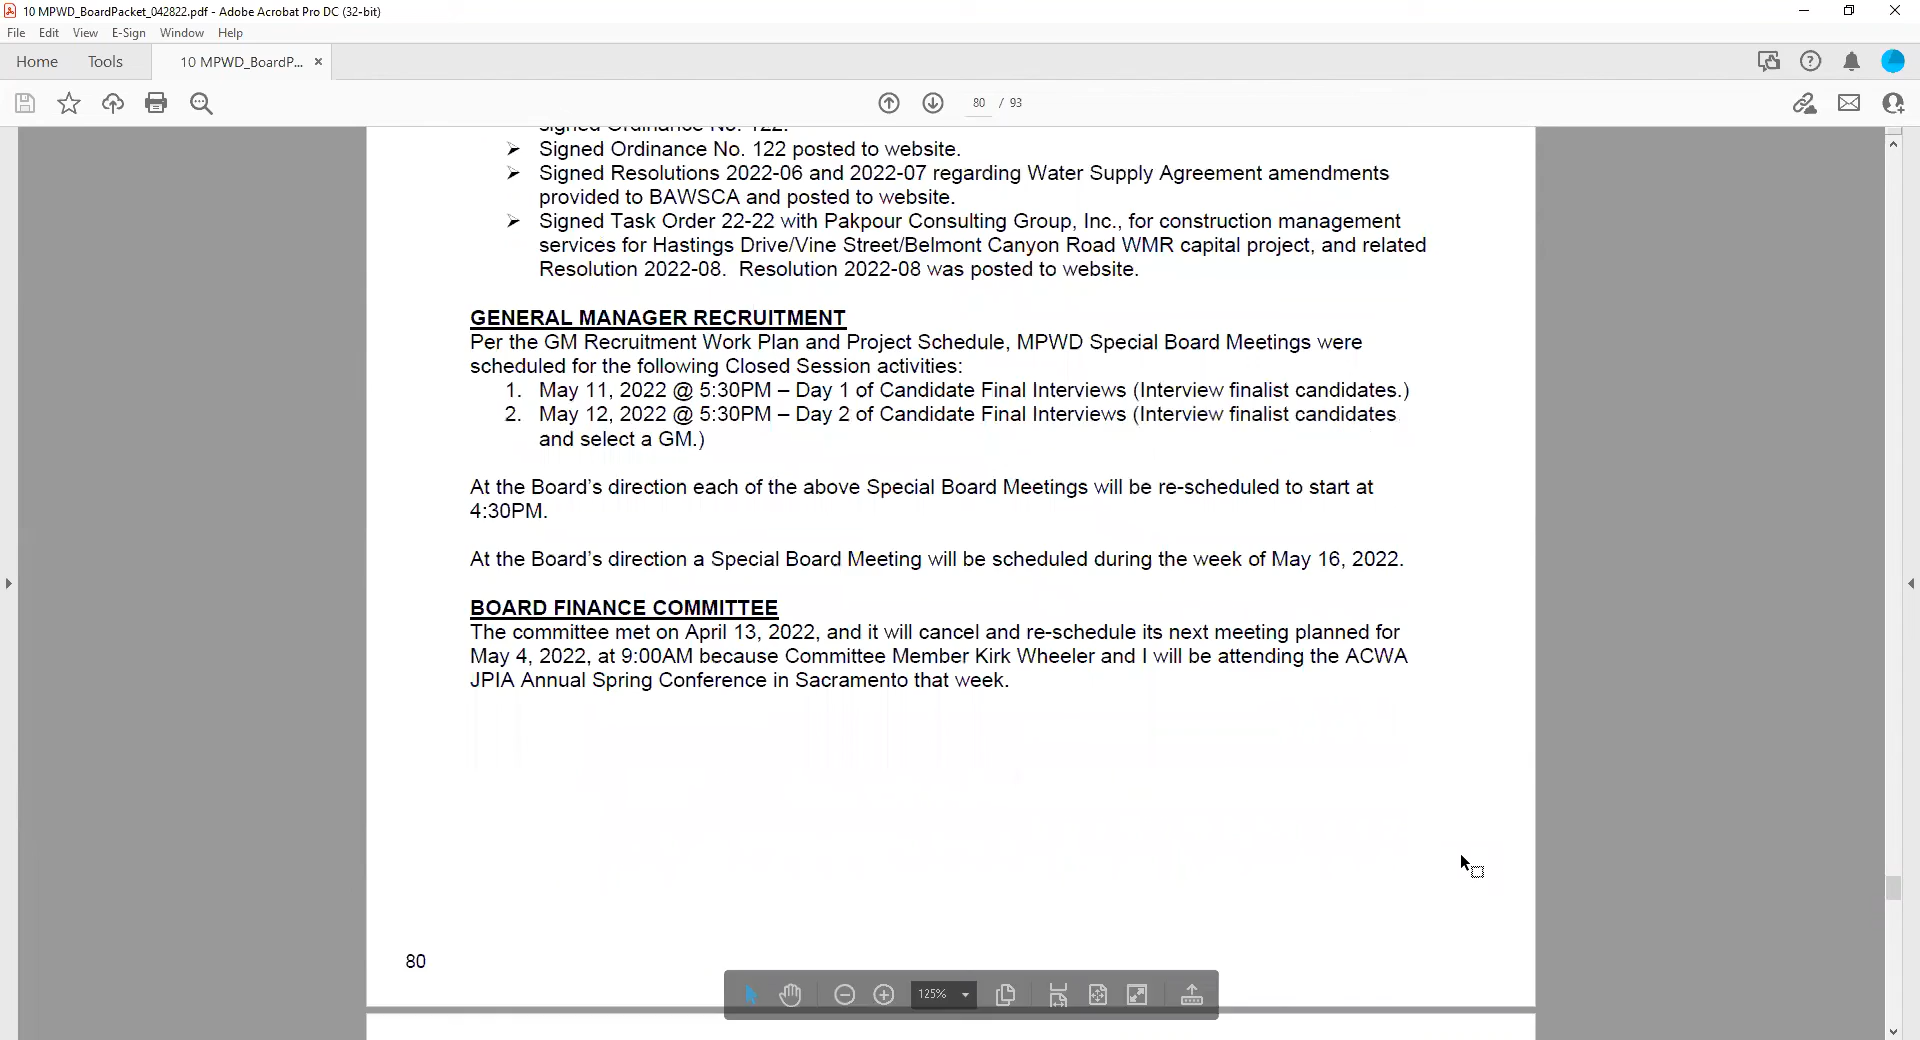 10 MPWD_BoardPacket_042822.pdf - Adobe Acrobat Pro DC (32-bit)
File Edit View E-Sign Window Help
Home Tools 10 MPWD_BoardP... ×
80 / 93
signed Ordinance No. 122.
➢ Signed Ordinance No. 122 posted to website.
➢ Signed Resolutions 2022-06 and 2022-07 regarding Water Supply Agreement amendments
provided to BAWSCA and posted to website.
➢ Signed Task Order 22-22 with Pakpour Consulting Group, Inc., for construction management
services for Hastings Drive/Vine Street/Belmont Canyon Road WMR capital project, and related
Resolution 2022-08. Resolution 2022-08 was posted to website.
GENERAL MANAGER RECRUITMENT
Per the GM Recruitment Work Plan and Project Schedule, MPWD Special Board Meetings were
scheduled for the following Closed Session activities:
1. May 11, 2022 @ 5:30PM – Day 1 of Candidate Final Interviews (Interview finalist candidates.)
2. May 12, 2022 @ 5:30PM – Day 2 of Candidate Final Interviews (Interview finalist candidates
and select a GM.)
At the Board’s direction each of the above Special Board Meetings will be re-scheduled to start at
4:30PM.
At the Board’s direction a Special Board Meeting will be scheduled during the week of May 16, 2022.
BOARD FINANCE COMMITTEE
The committee met on April 13, 2022, and it will cancel and re-schedule its next meeting planned for
May 4, 2022, at 9:00AM because Committee Member Kirk Wheeler and I will be attending the ACWA
JPIA Annual Spring Conference in Sacramento that week.
80
125%